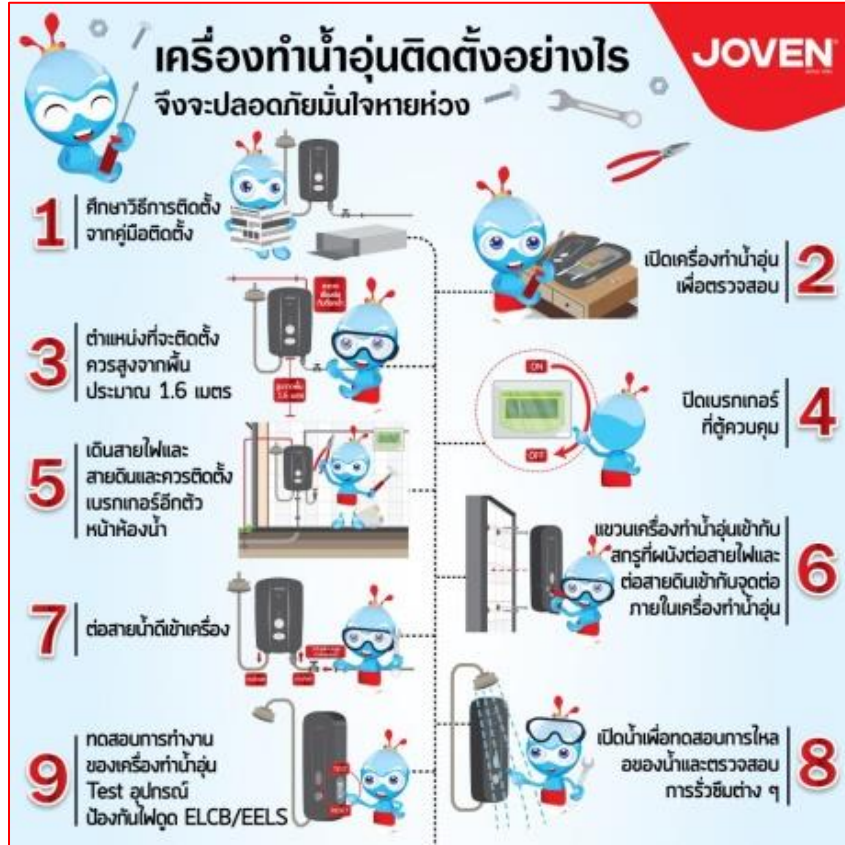 เครื่องทำน้ำอุ่นติดตั้งอย่างไร
จึงจะปลอดภัยมั่นใจหายห่วง
JOVEN
1
ศึกษาวิธีการติดตั้ง
จากคู่มือติดตั้ง
2
เปิดเครื่องทำน้ำอุ่น
เพื่อตรวจสอบ
3
ตำแหน่งที่จะติดตั้ง
ควรสูงจากพื้น
ประมาณ 1.6 เมตร
สูงจากพื้น
1.6 เมตร
4
ปิดเบรกเกอร์
ที่ตู้ควบคุม
ON
OFF
5
เดินสายไฟและ
สายดินและควรติดตั้ง
เบรกเกอร์อีกตัว
หน้าห้องน้ำ
6
แขวนเครื่องทำน้ำอุ่นเข้ากับ
สกรูที่ผนังต่อสายไฟและ
ต่อสายดินเข้ากับจุดต่อ
ภายในเครื่องทำน้ำอุ่น
7
ต่อสายน้ำดีเข้าเครื่อง
8
เปิดน้ำเพื่อทดสอบการไหล
อของน้ำและตรวจสอบ
การรั่วซึมต่าง ๆ
9
ทดสอบการทำงาน
ของเครื่องทำน้ำอุ่น
Test อุปกรณ์
ป้องกันไฟดูด ELCB/EELS
TEST
RESET